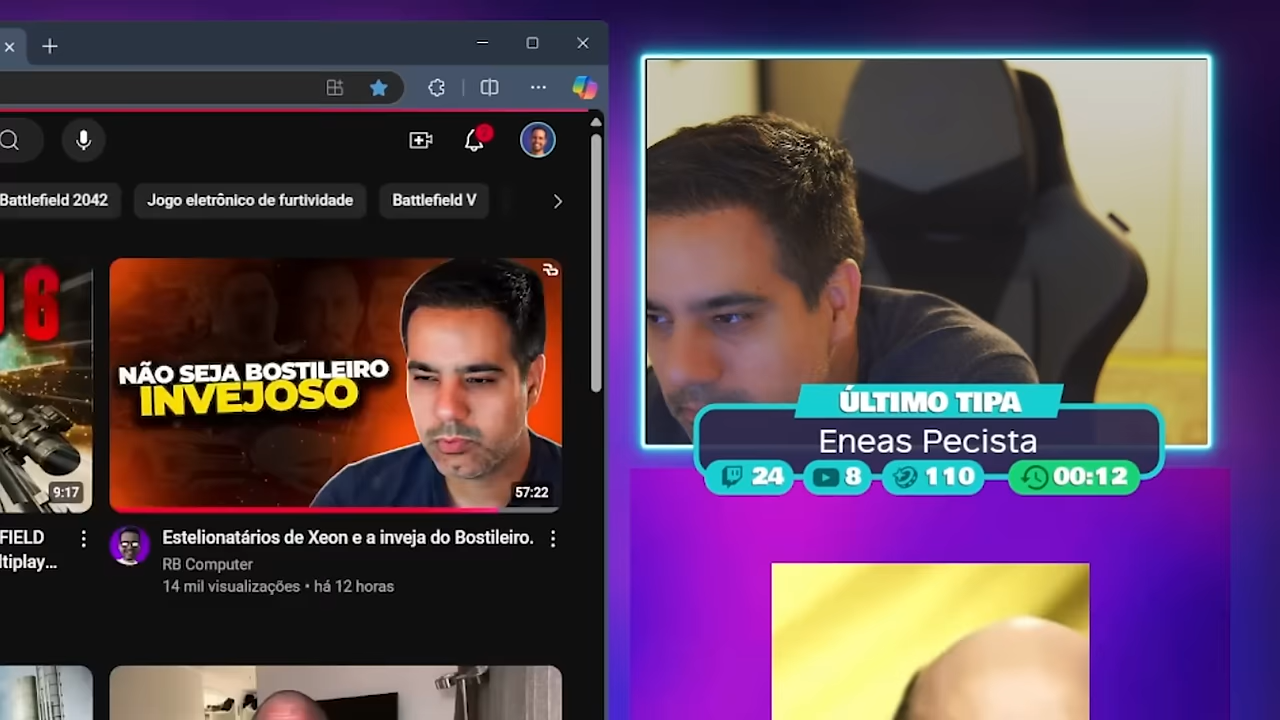 Battlefield 2042
Jogo eletrônico de furtividade
Battlefield V
6
NÃO SEJA BOSTILEIRO
INVEJOSO
9:17
57:22
FIELD
ltiplay...
Estelionatários de Xeon e a inveja do Bostileiro.
RB Computer
14 mil visualizações • há 12 horas
ÚLTIMO TIPA
Eneas Pecista
24
8
110
00:12